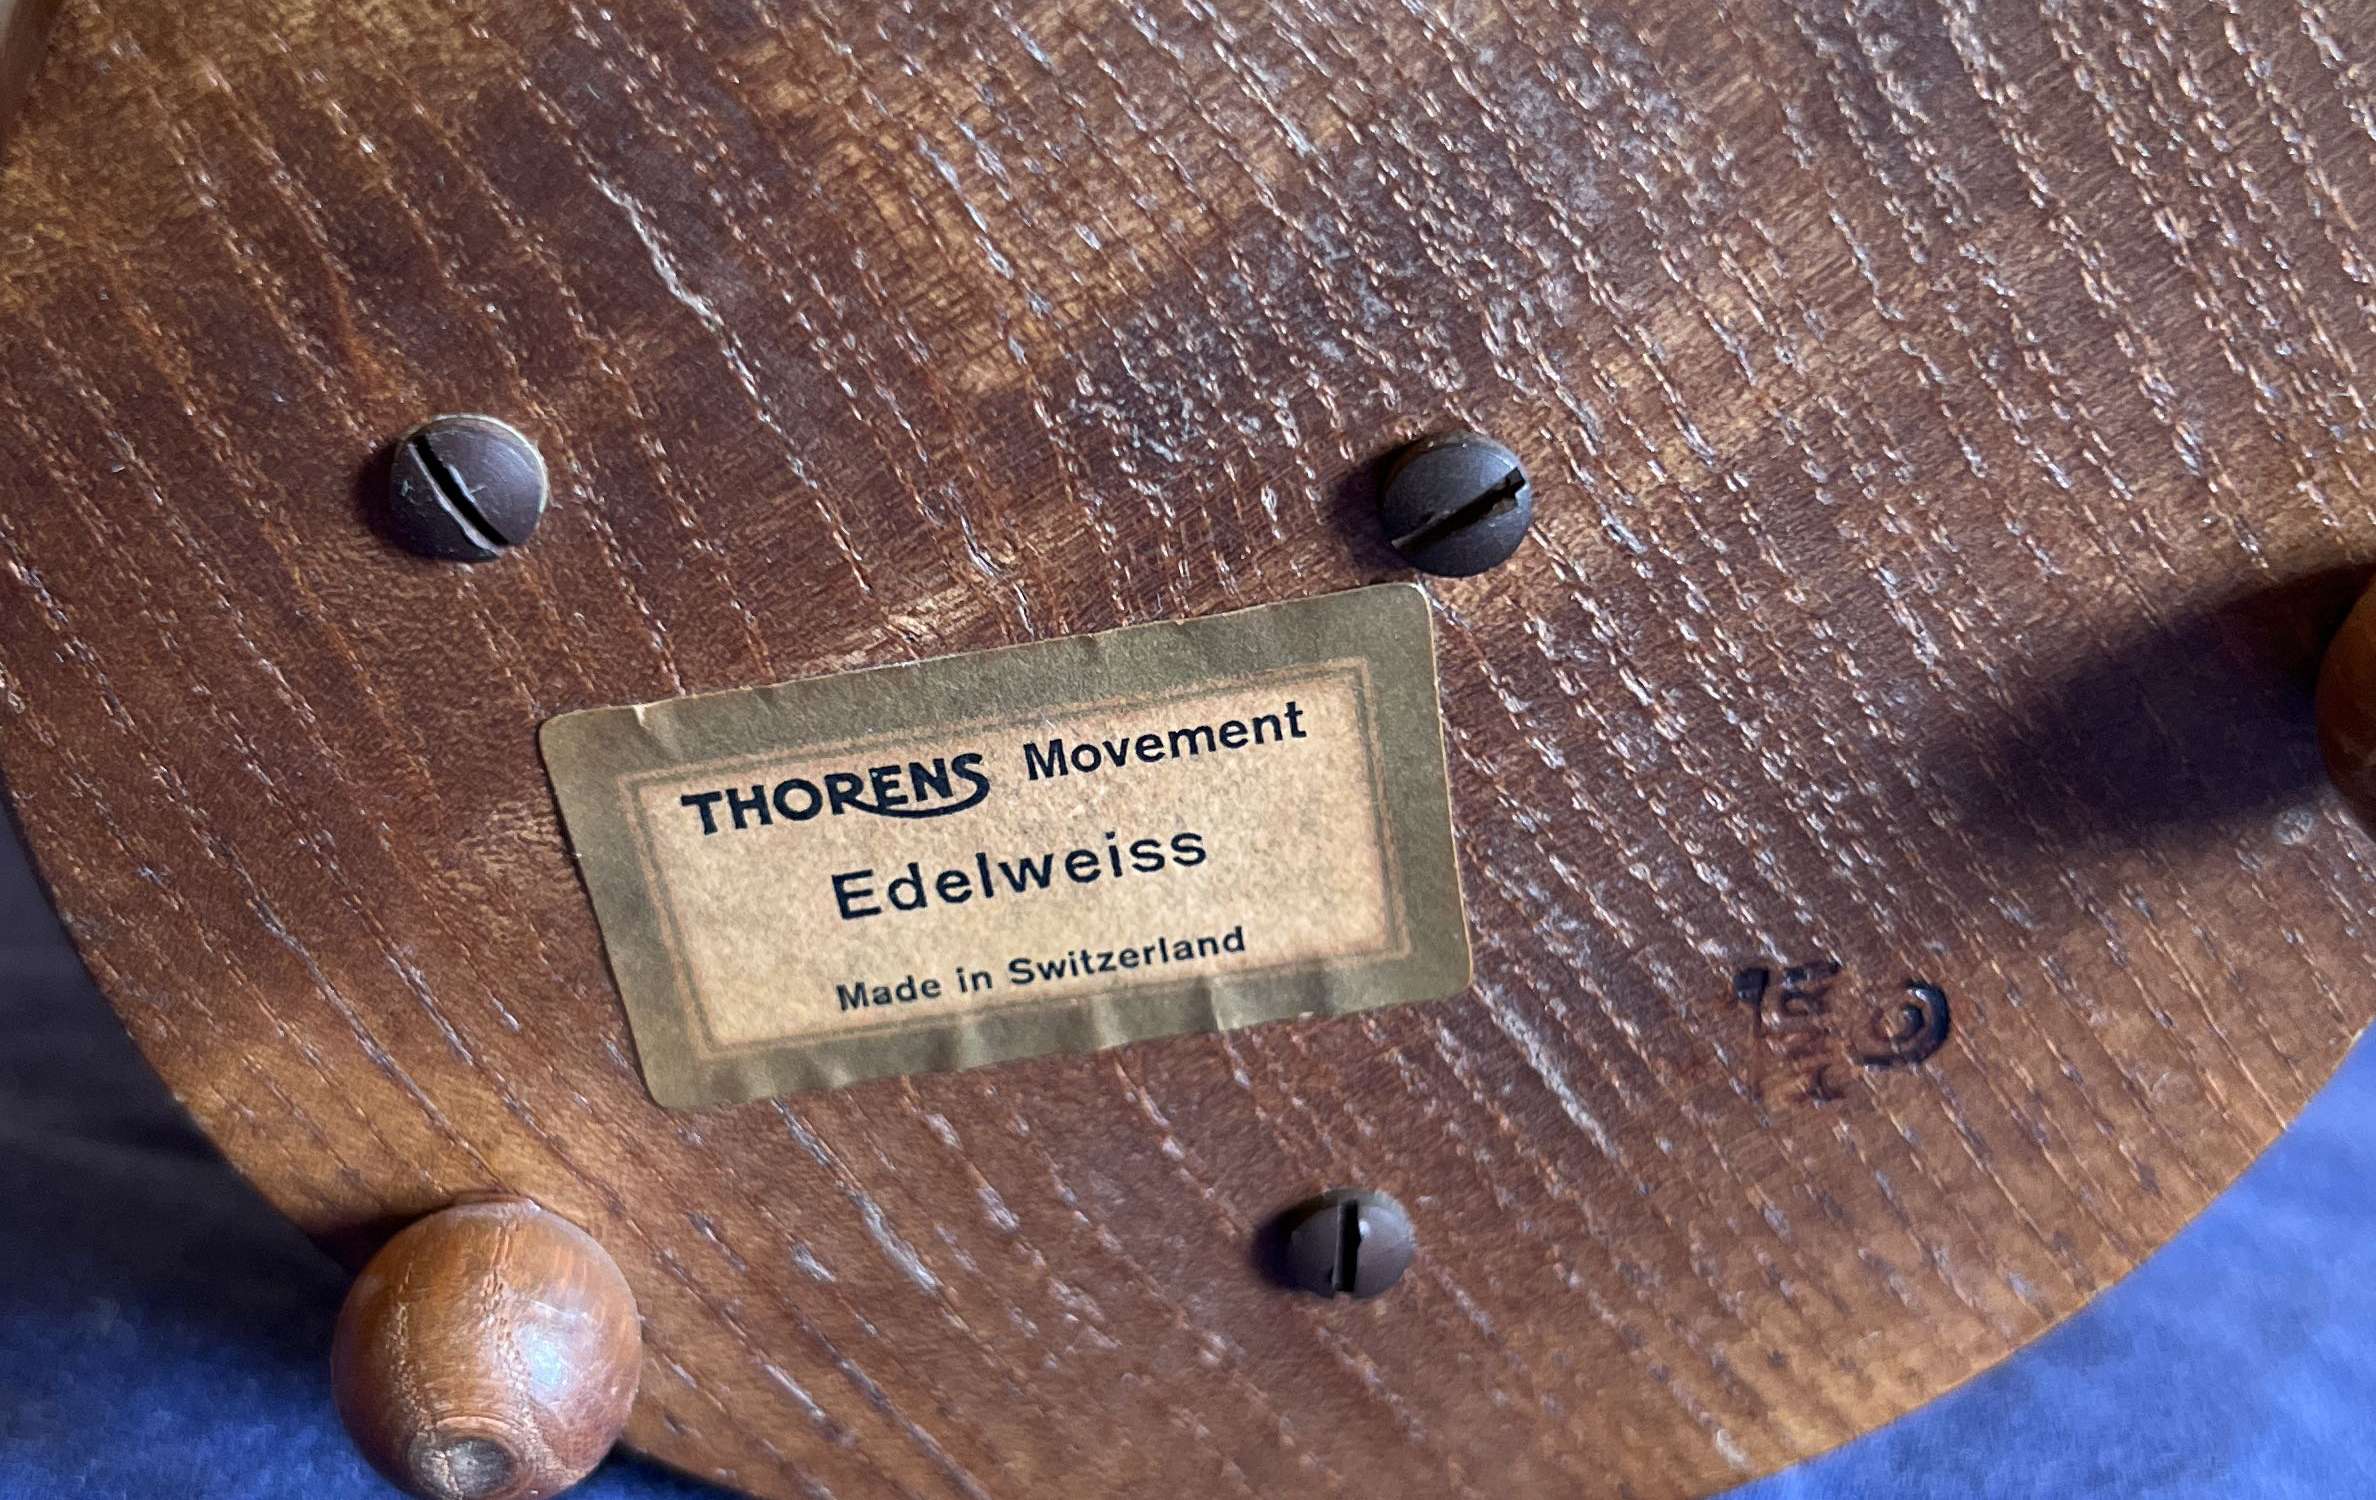 THORENS Movement
Edelweiss
Made in Switzerland